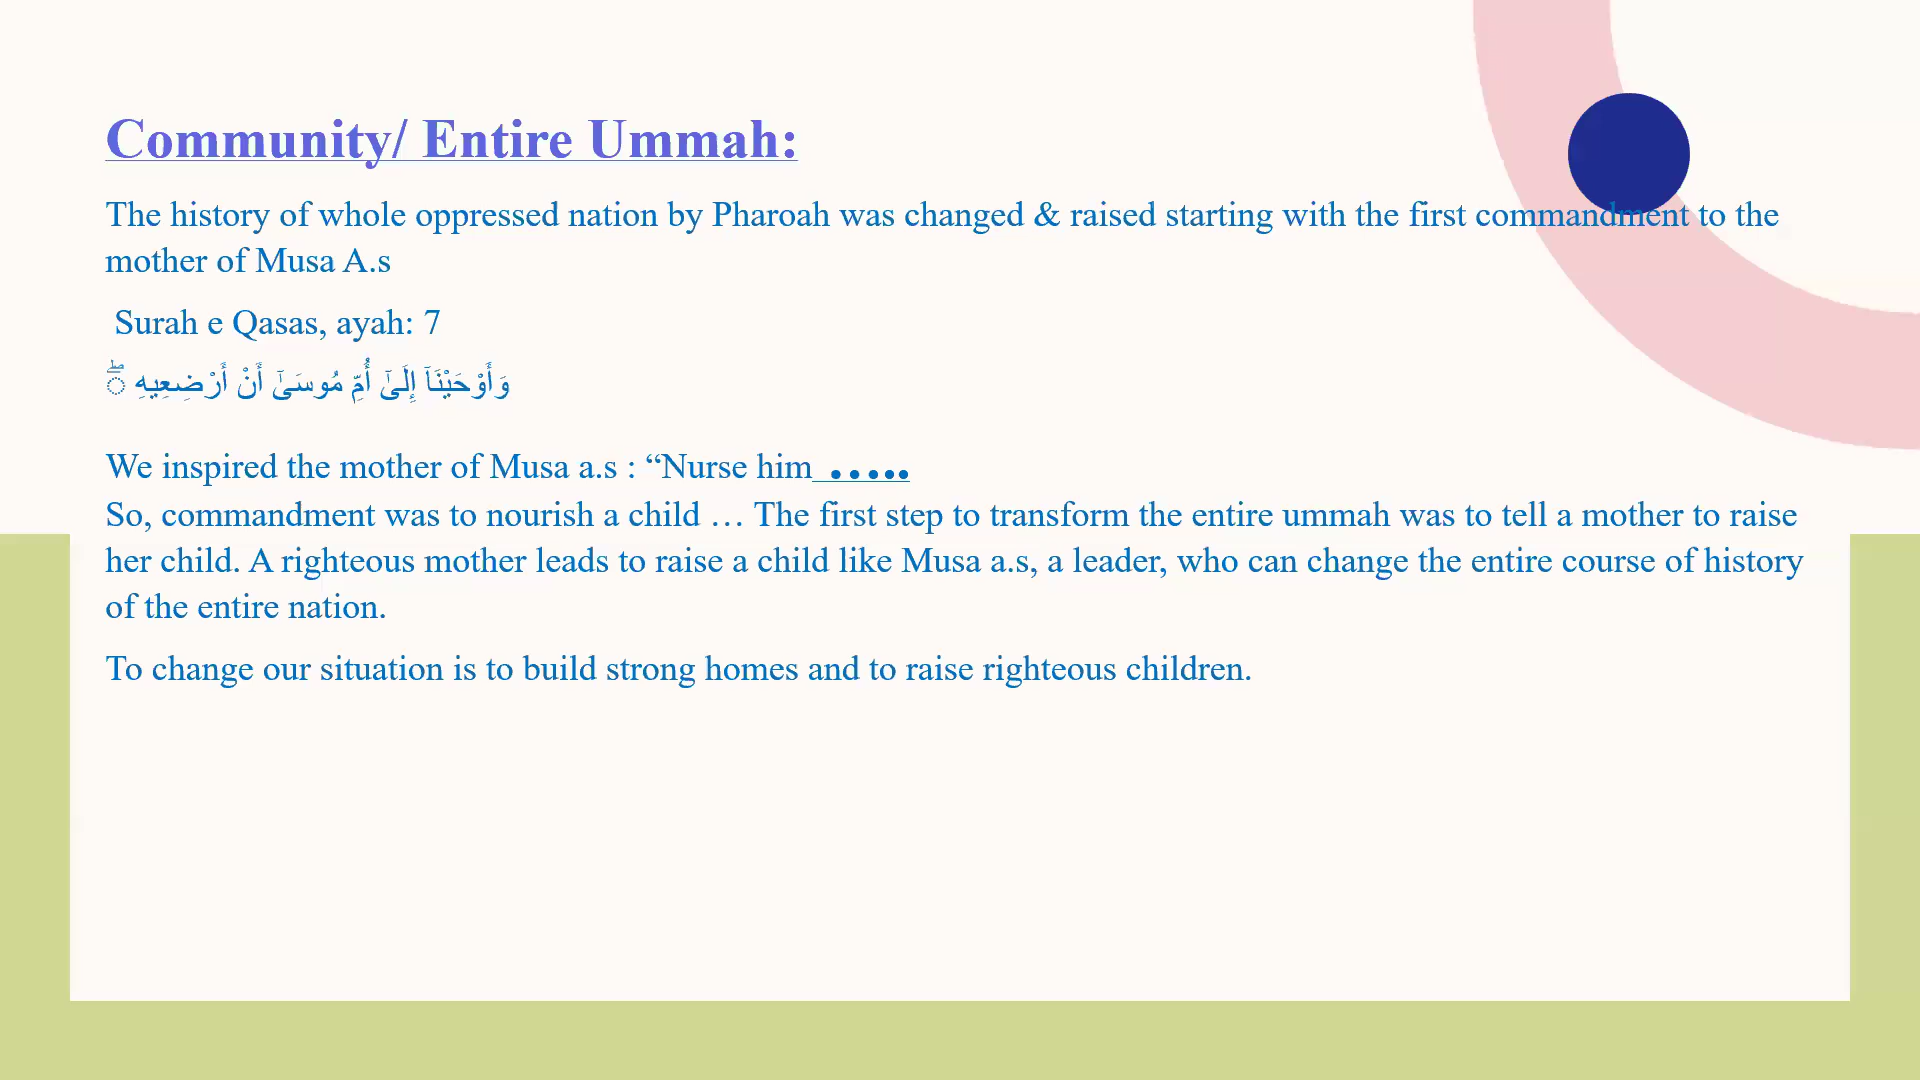 Community/ Entire Ummah:
The history of whole oppressed nation by Pharoah was changed & raised starting with the first commandment to the
mother of Musa A.s
Surah e Qasas, ayah: 7
وَأَوْحَيْنَآ إِلَىٰٓ أُمِّ مُوسَىٰٓ أَنْ أَرْضِعِيهِ ۖ
We inspired the mother of Musa a.s : “Nurse him …..
So, commandment was to nourish a child … The first step to transform the entire ummah was to tell a mother to raise
her child. A righteous mother leads to raise a child like Musa a.s, a leader, who can change the entire course of history
of the entire nation.
To change our situation is to build strong homes and to raise righteous children.